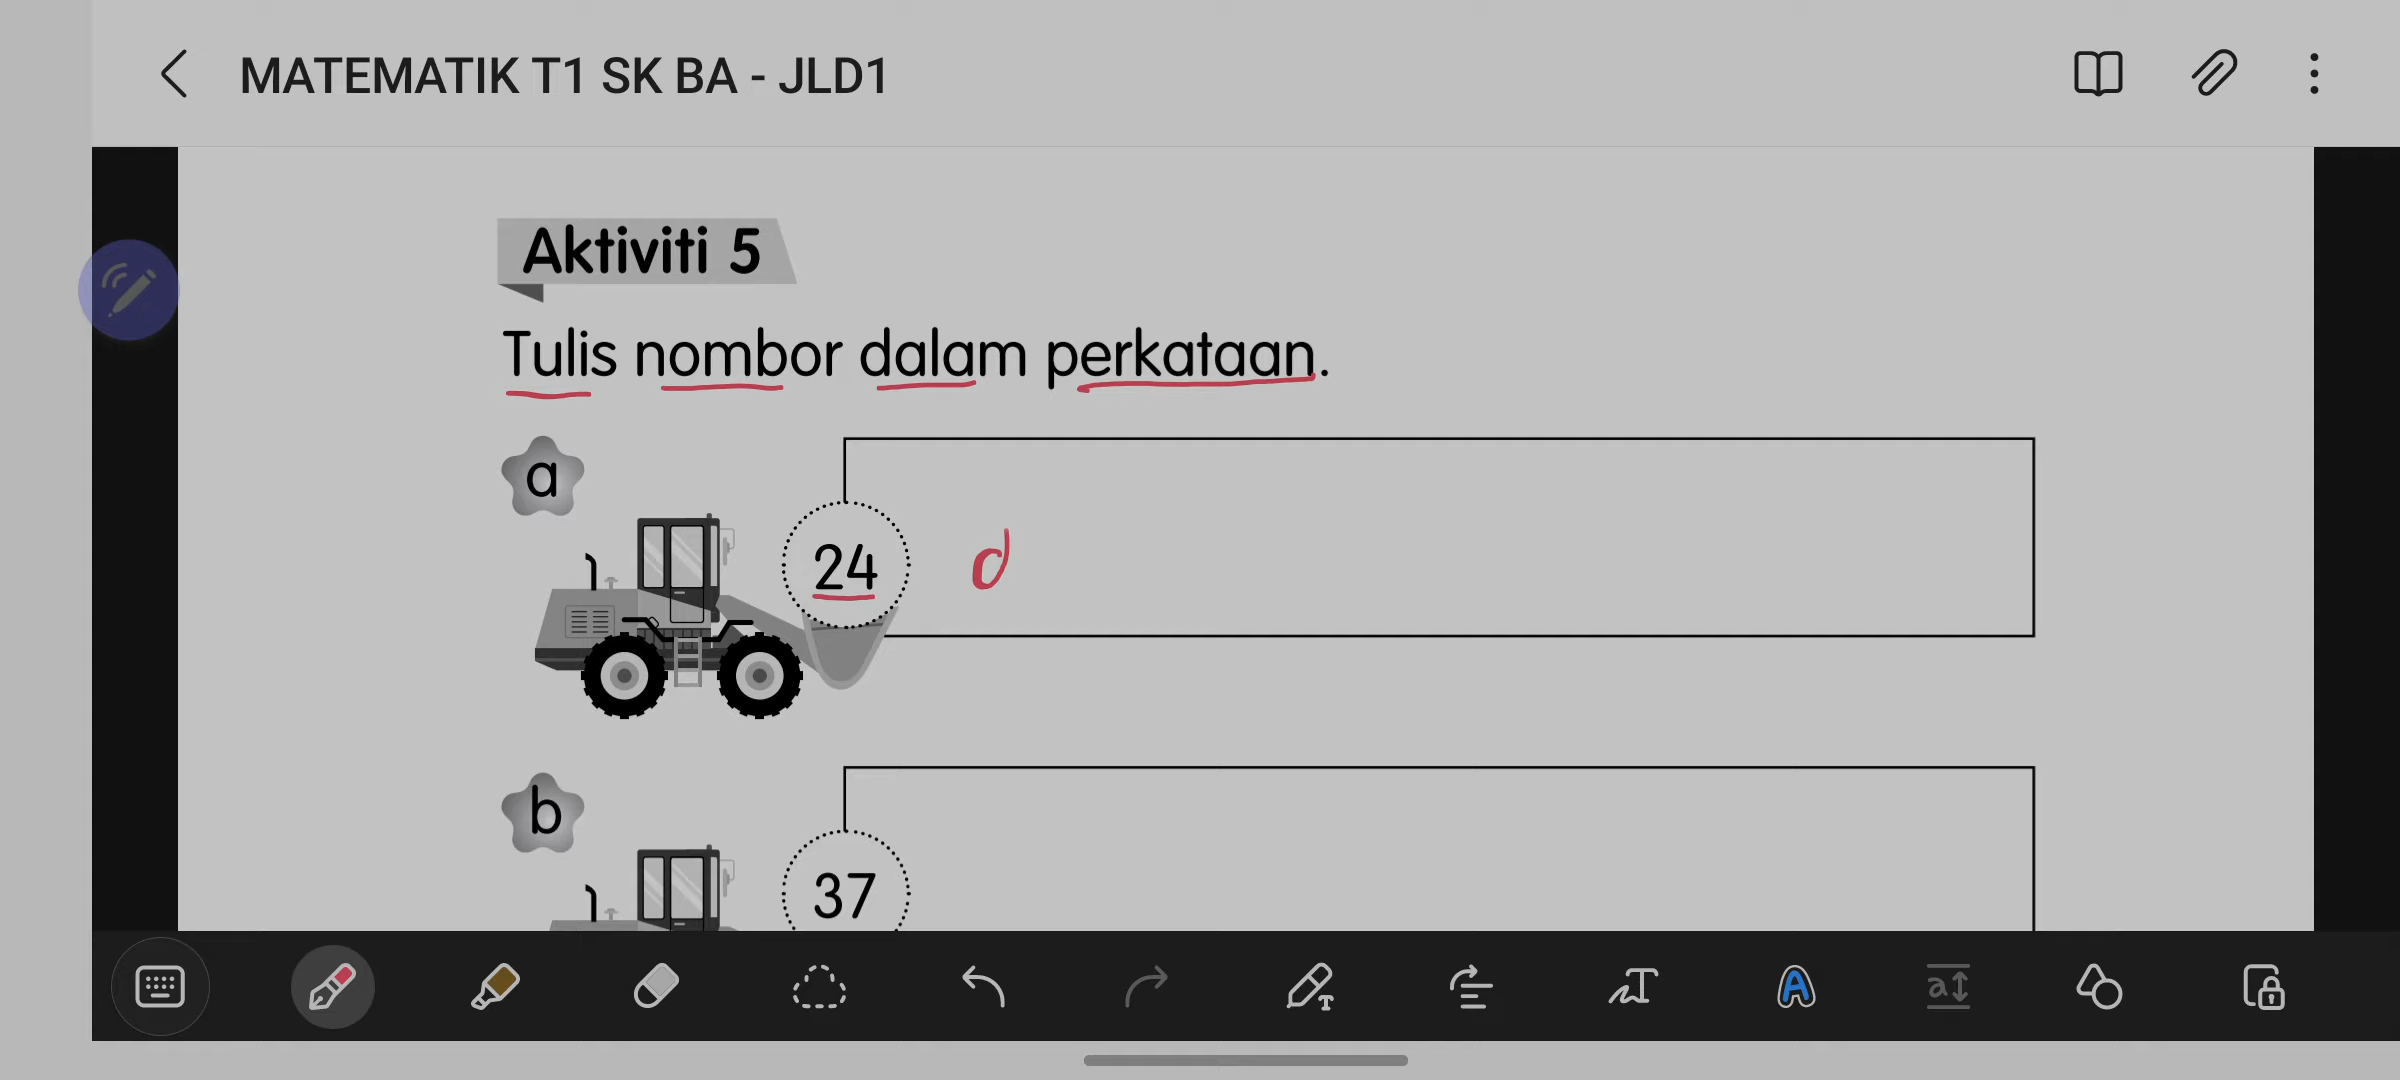 MATEMATIK T1 SK BA - JLD1
Aktiviti 5
Tulis nombor dalam perkataan.
a
24 d
b
37